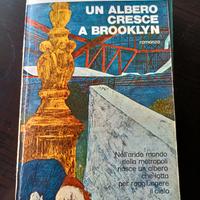 UN ALBERO
CRESCE
A BROOKLYN
romanzo
Nell'arido mondo
della metropoli
nasce un albero
che lotta
per raggiungere
il cielo